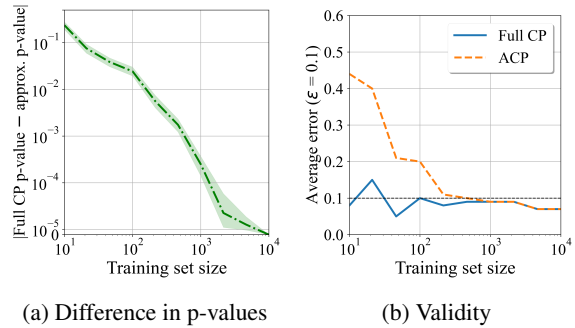 |Full CP p-value − approx. p-value|
10⁻¹
10⁻²
10⁻³
10⁻⁴
10⁻⁵
0
10¹
10²
10³
10⁴
Training set size
(a) Difference in p-values
Average error (ε = 0.1)
0.6
0.5
0.4
0.3
0.2
0.1
0.0
Full CP
ACP
10¹
10²
10³
10⁴
Training set size
(b) Validity